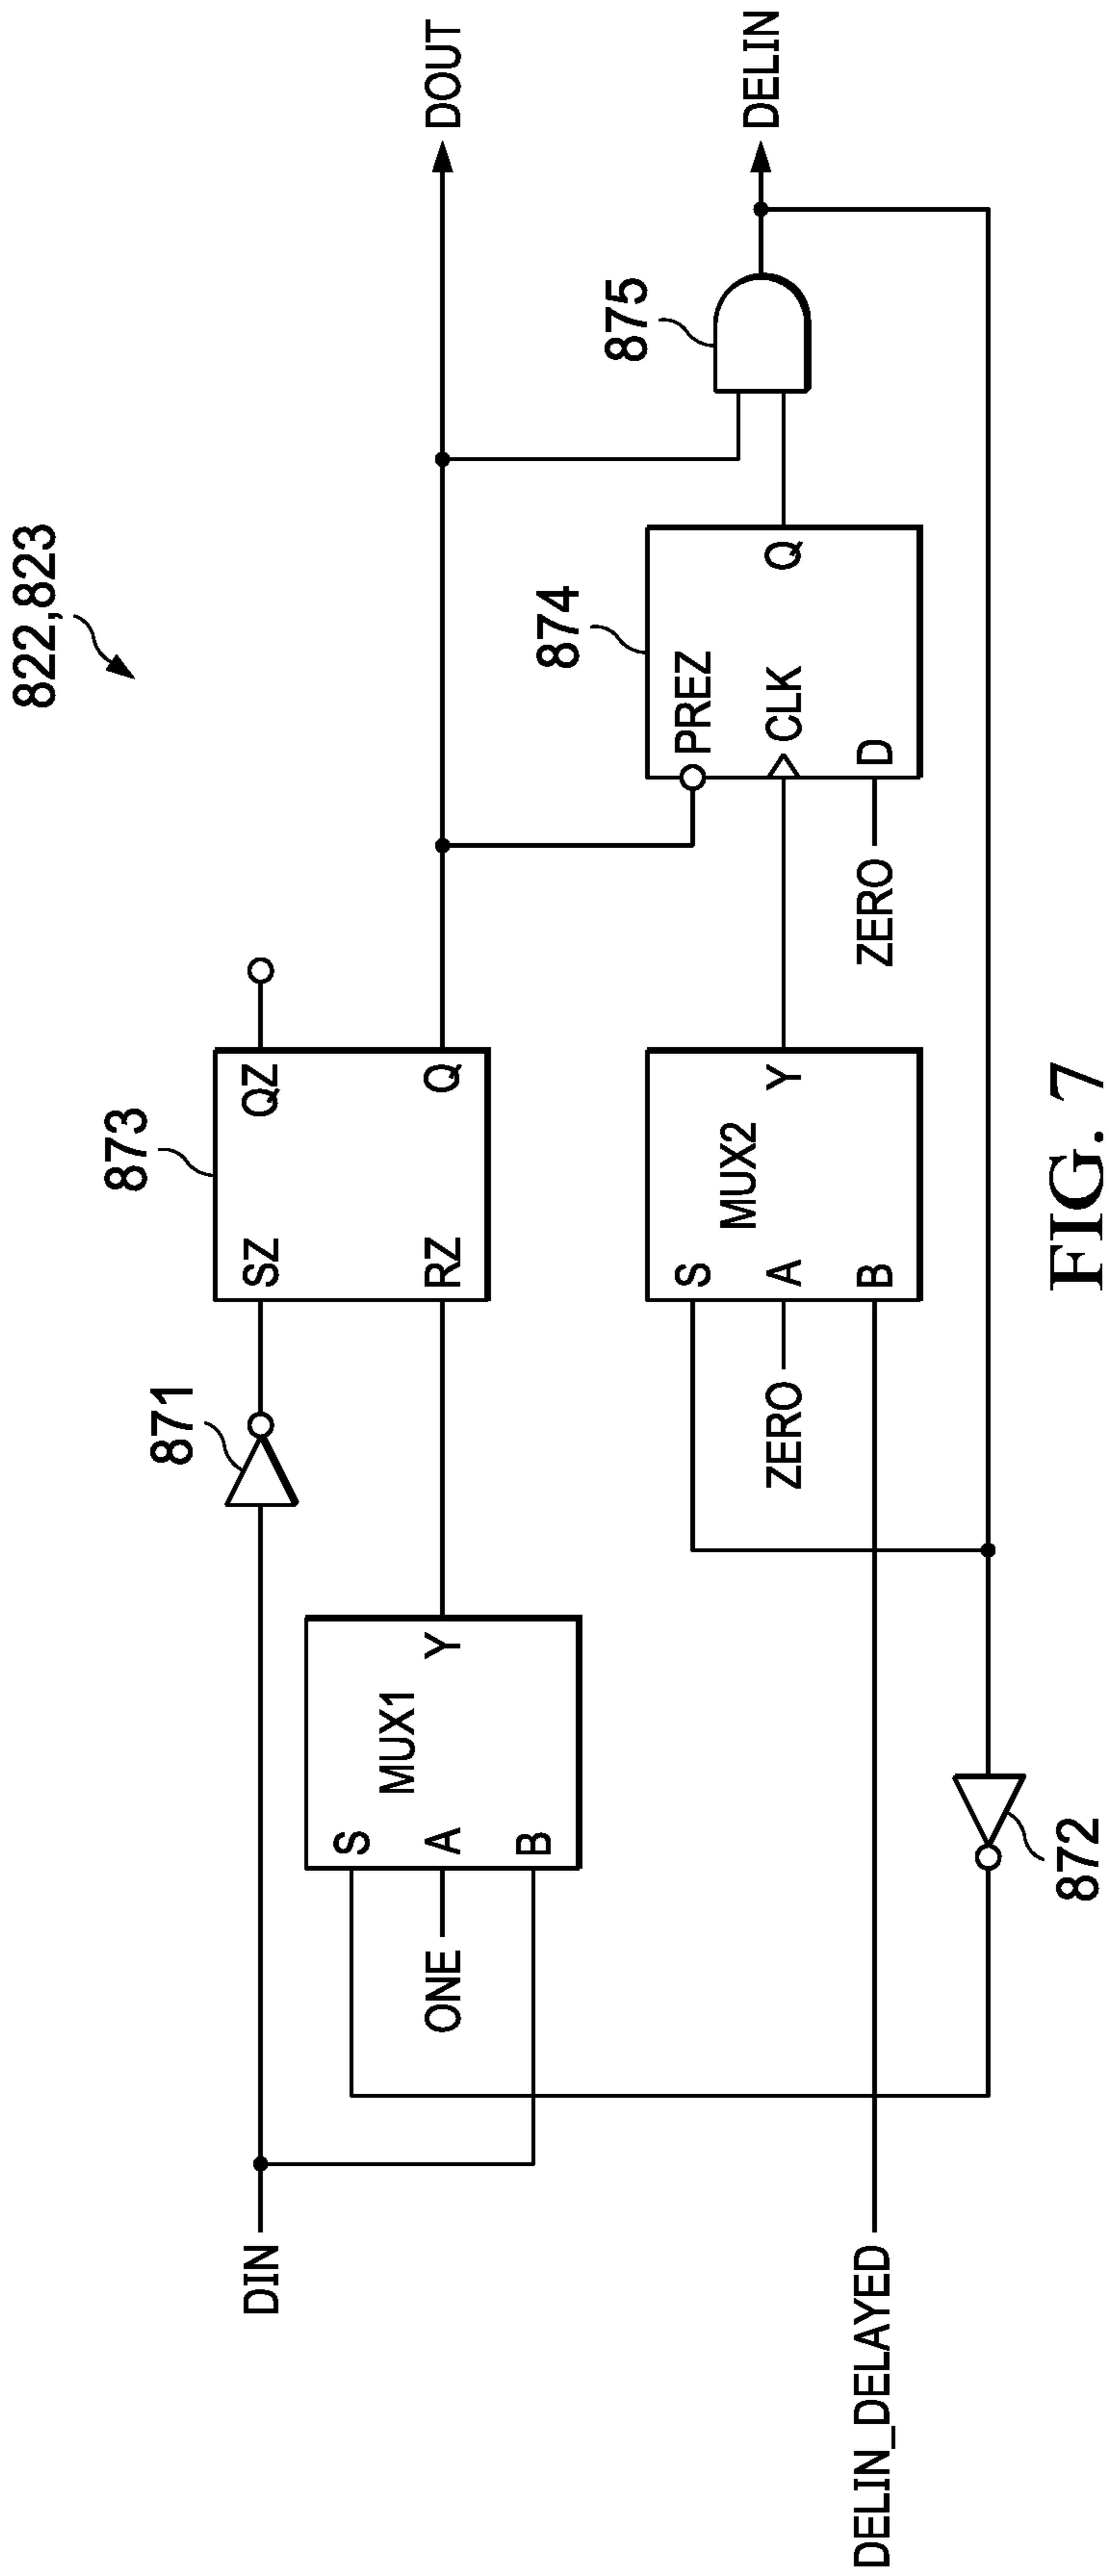 822,823
DIN
871
SZ
QZ
873
RZ
Q
DOUT
S
MUX1
A
Y
B
ONE
S
MUX2
A
Y
B
ZERO
874
PREZ
CLK
Q
D
ZERO
875
DELIN
872
DELIN_DELAYED
FIG. 7